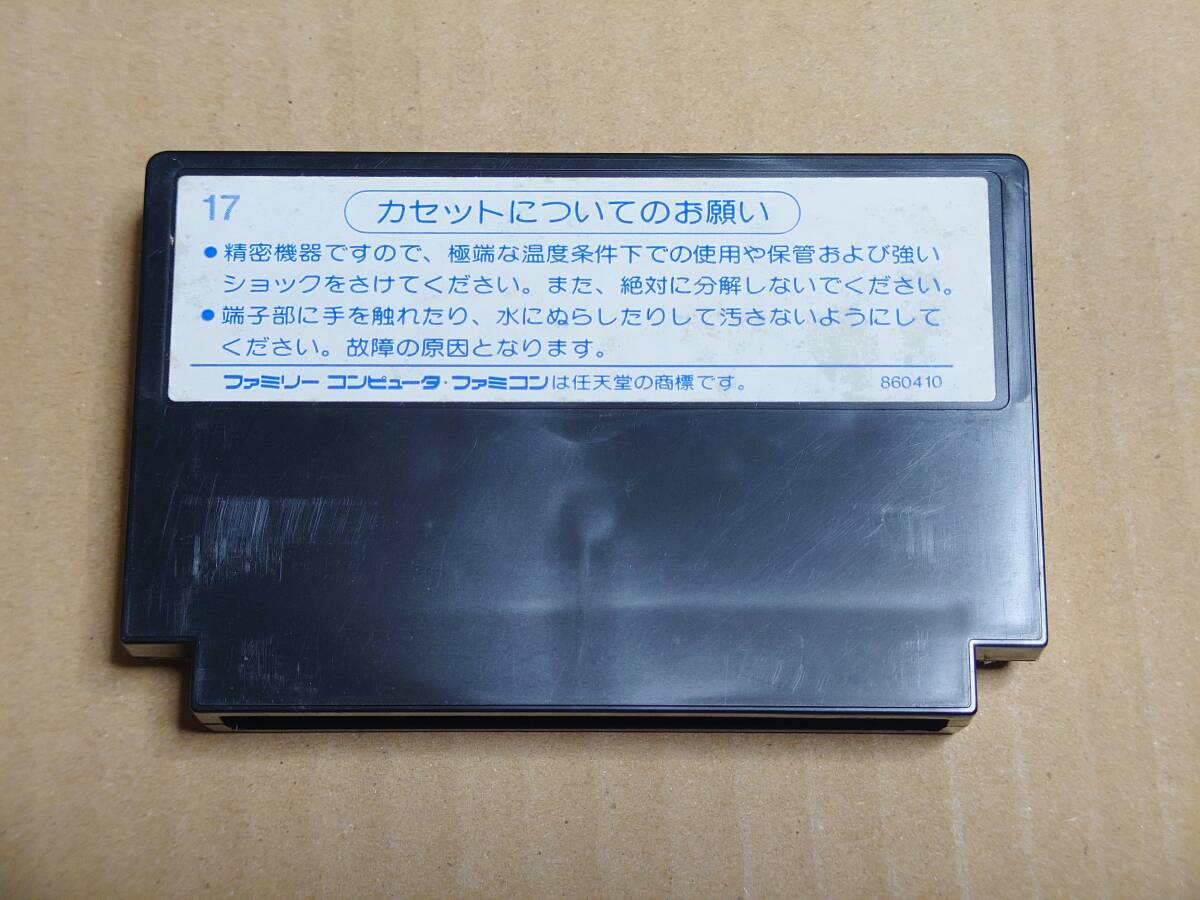 17
カセットについてのお願い
●精密機器ですので、極端な温度条件下での使用や保管および強い
ショックをさけてください。また、絶対に分解しないでください。
●端子部に手を触れたり、水にぬらしたりして汚さないようにして
ください。故障の原因となります。
ファミリー コンピュータ・ファミコンは任天堂の商標です。 860410